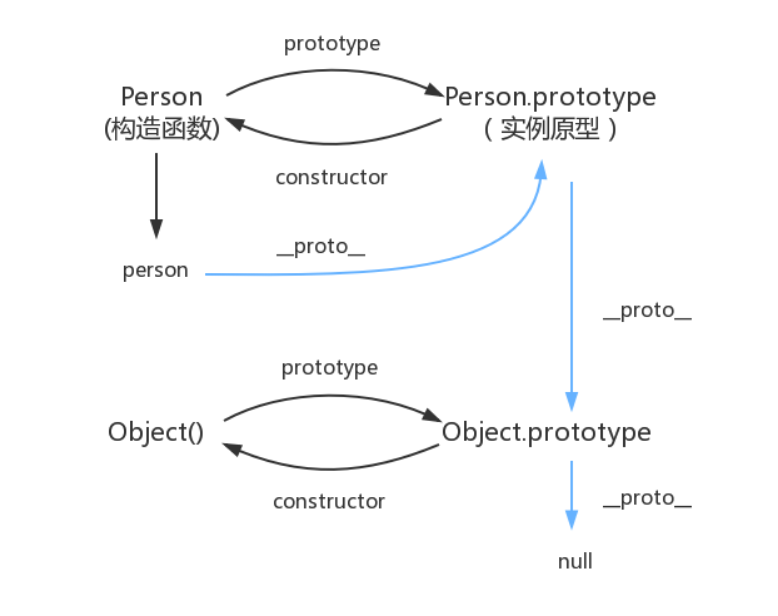 prototype
Person
(构造函数)
Person.prototype
( 实例原型 )
constructor
__proto__
person
__proto__
prototype
Object()
Object.prototype
constructor
__proto__
null